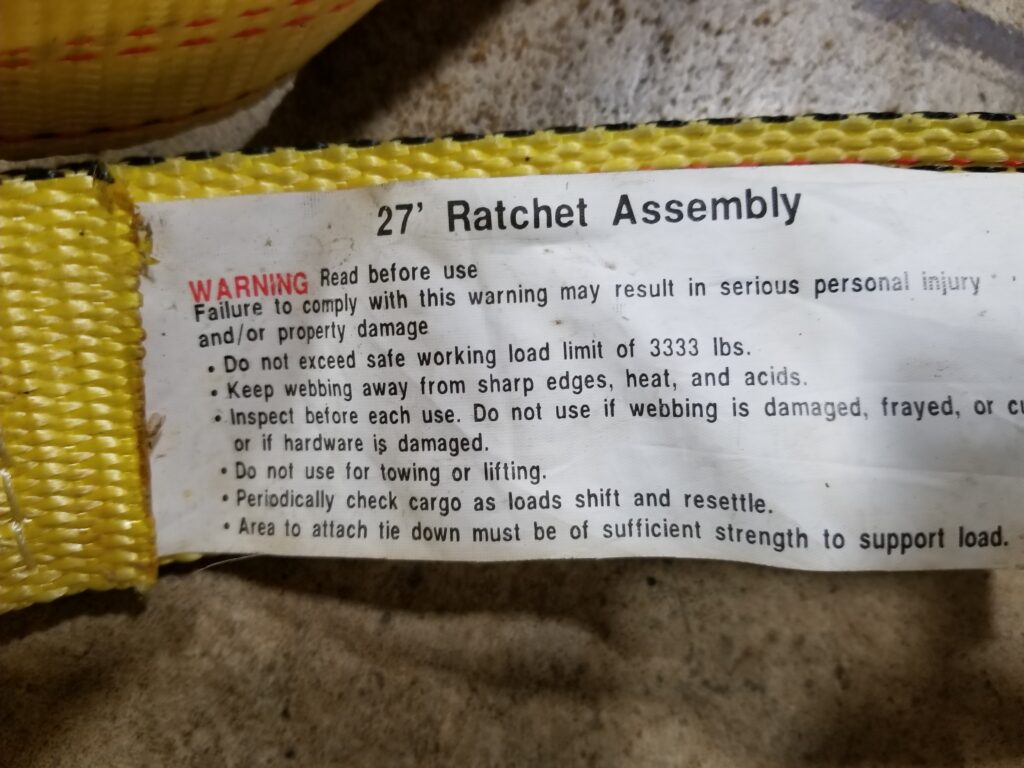 27' Ratchet Assembly
WARNING Read before use
Failure to comply with this warning may result in serious personal injury
and/or property damage
• Do not exceed safe working load limit of 3333 lbs.
• Keep webbing away from sharp edges, heat, and acids.
• Inspect before each use. Do not use if webbing is damaged, frayed, or
or if hardware is damaged.
• Do not use for towing or lifting.
• Periodically check cargo as loads shift and resettle.
• Area to attach tie down must be of sufficient strength to support load.